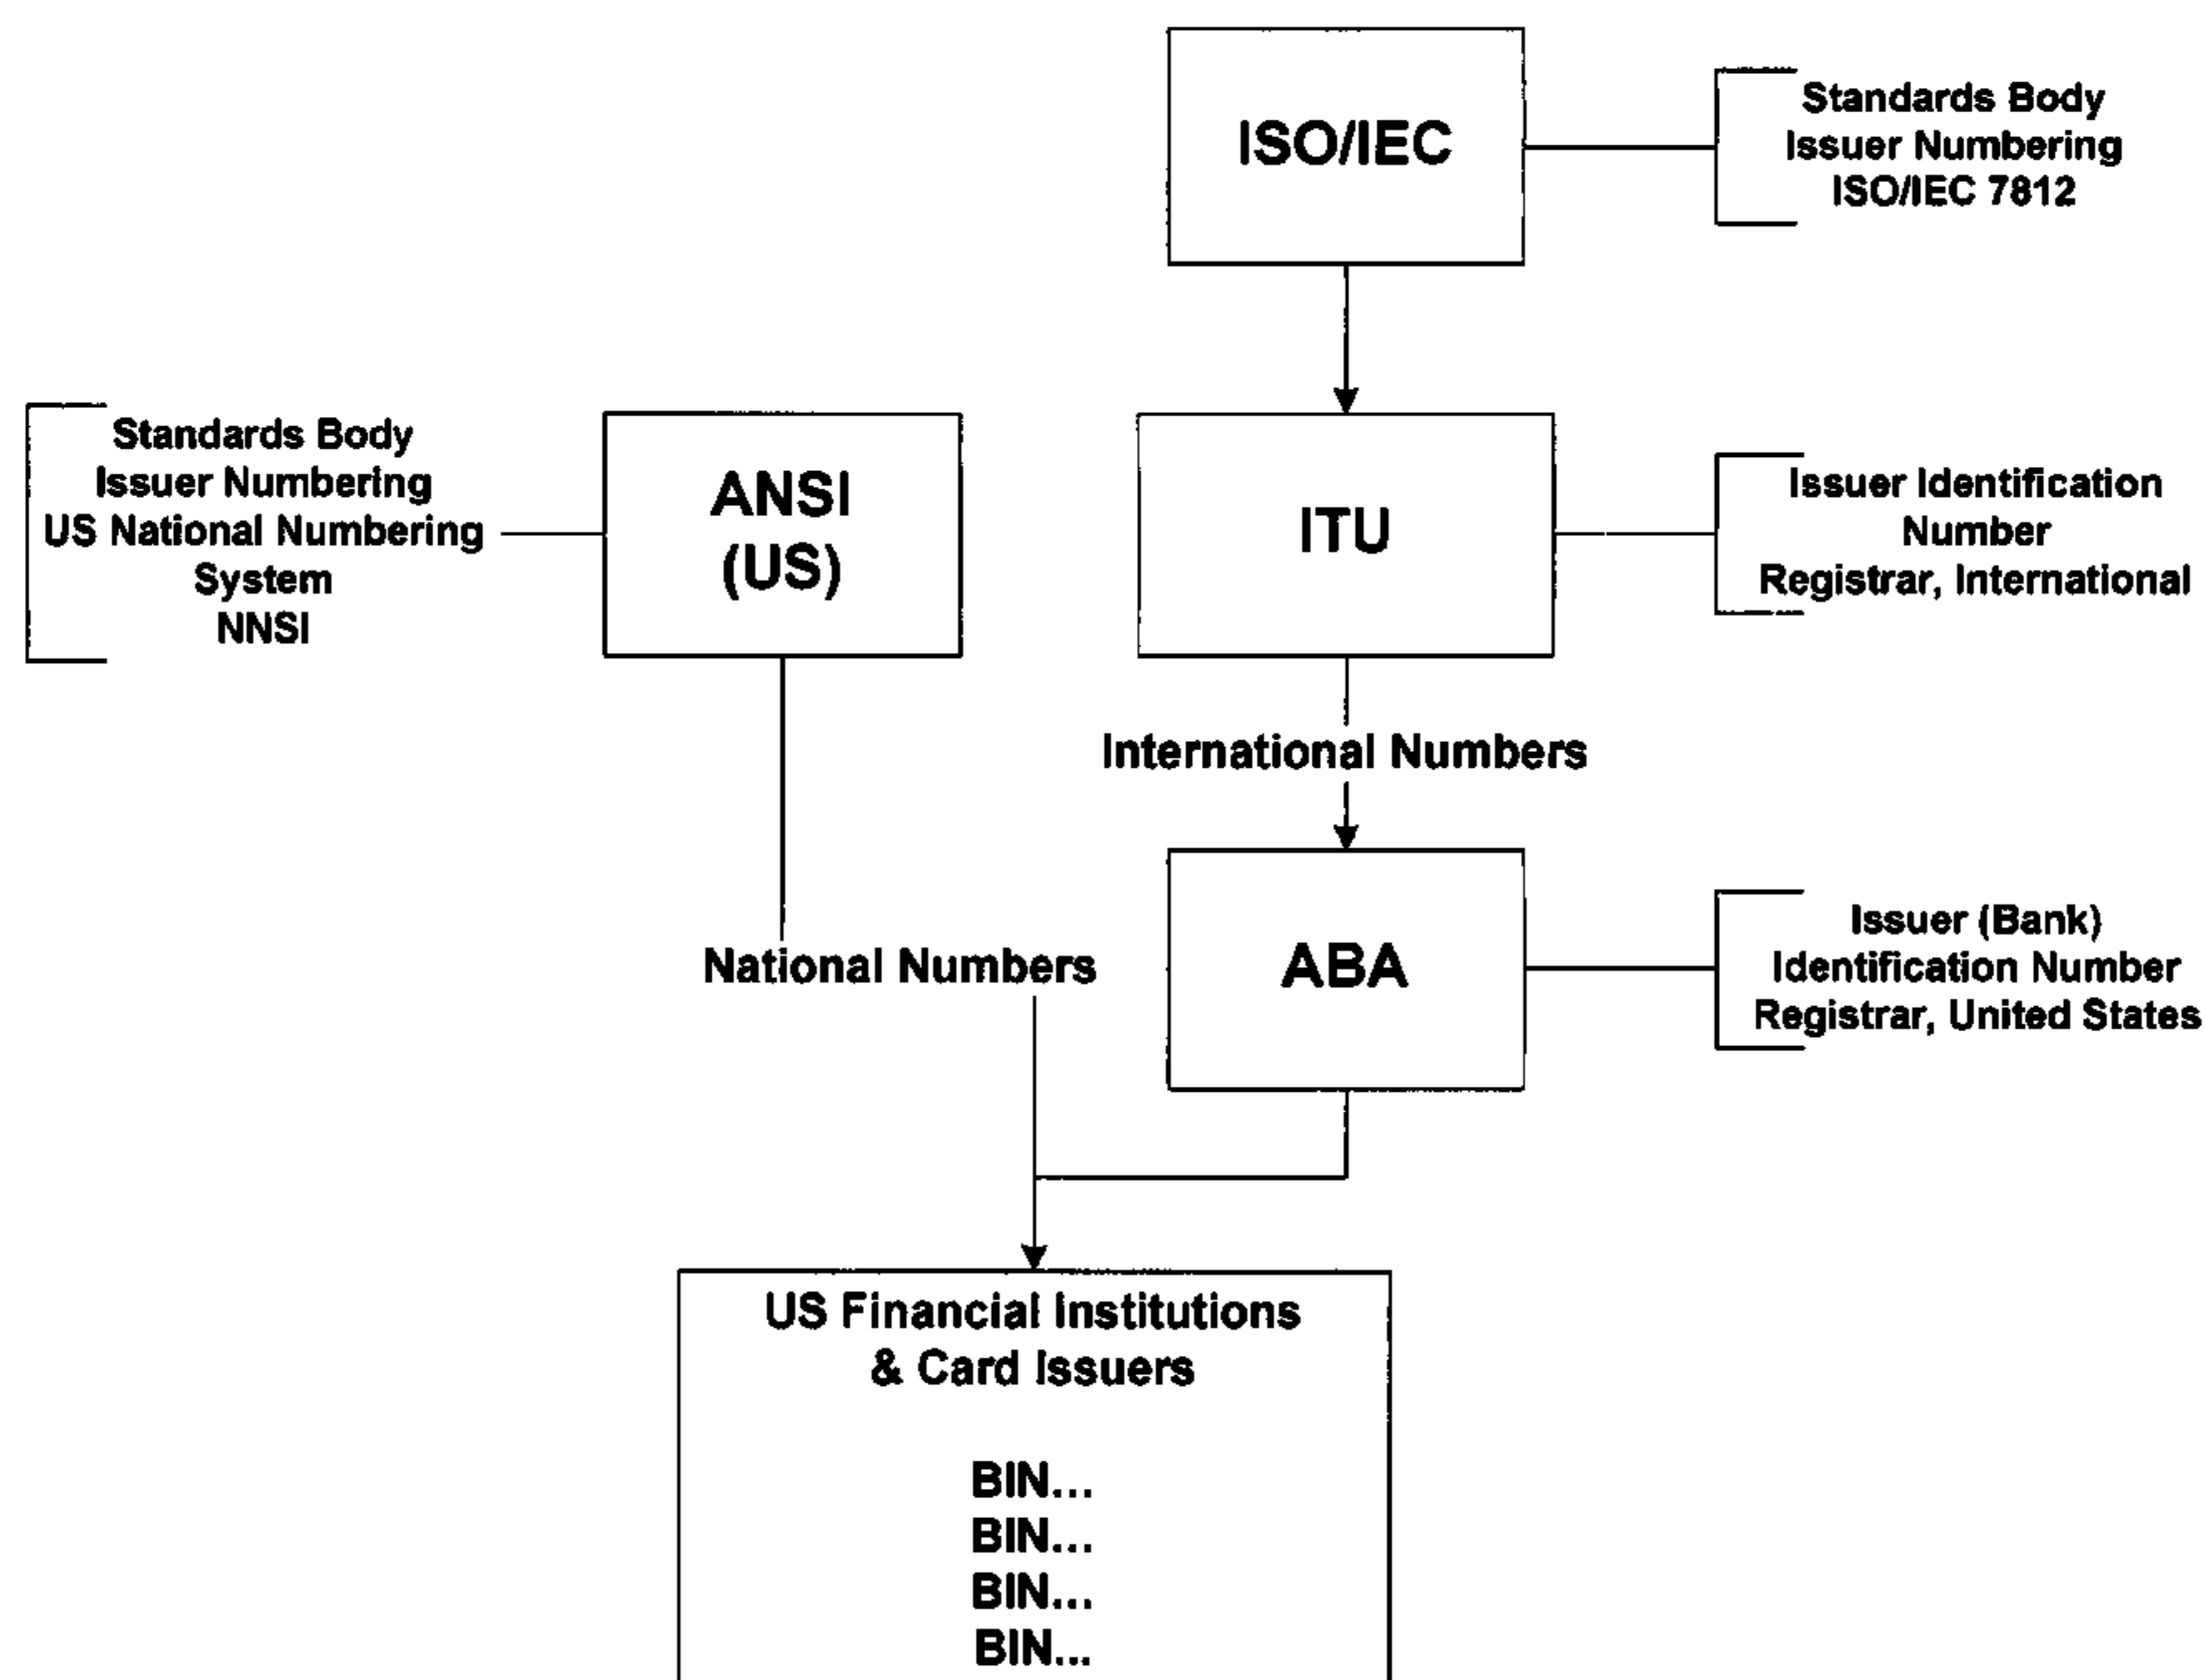 ISO/IEC
Standards Body
Issuer Numbering
ISO/IEC 7812
Standards Body
Issuer Numbering
US National Numbering
System
NNSI
ANSI
(US)
ITU
Issuer Identification
Number
Registrar, International
International Numbers
National Numbers
ABA
Issuer (Bank)
Identification Number
Registrar, United States
US Financial Institutions
& Card Issuers
BIN...
BIN...
BIN...
BIN...